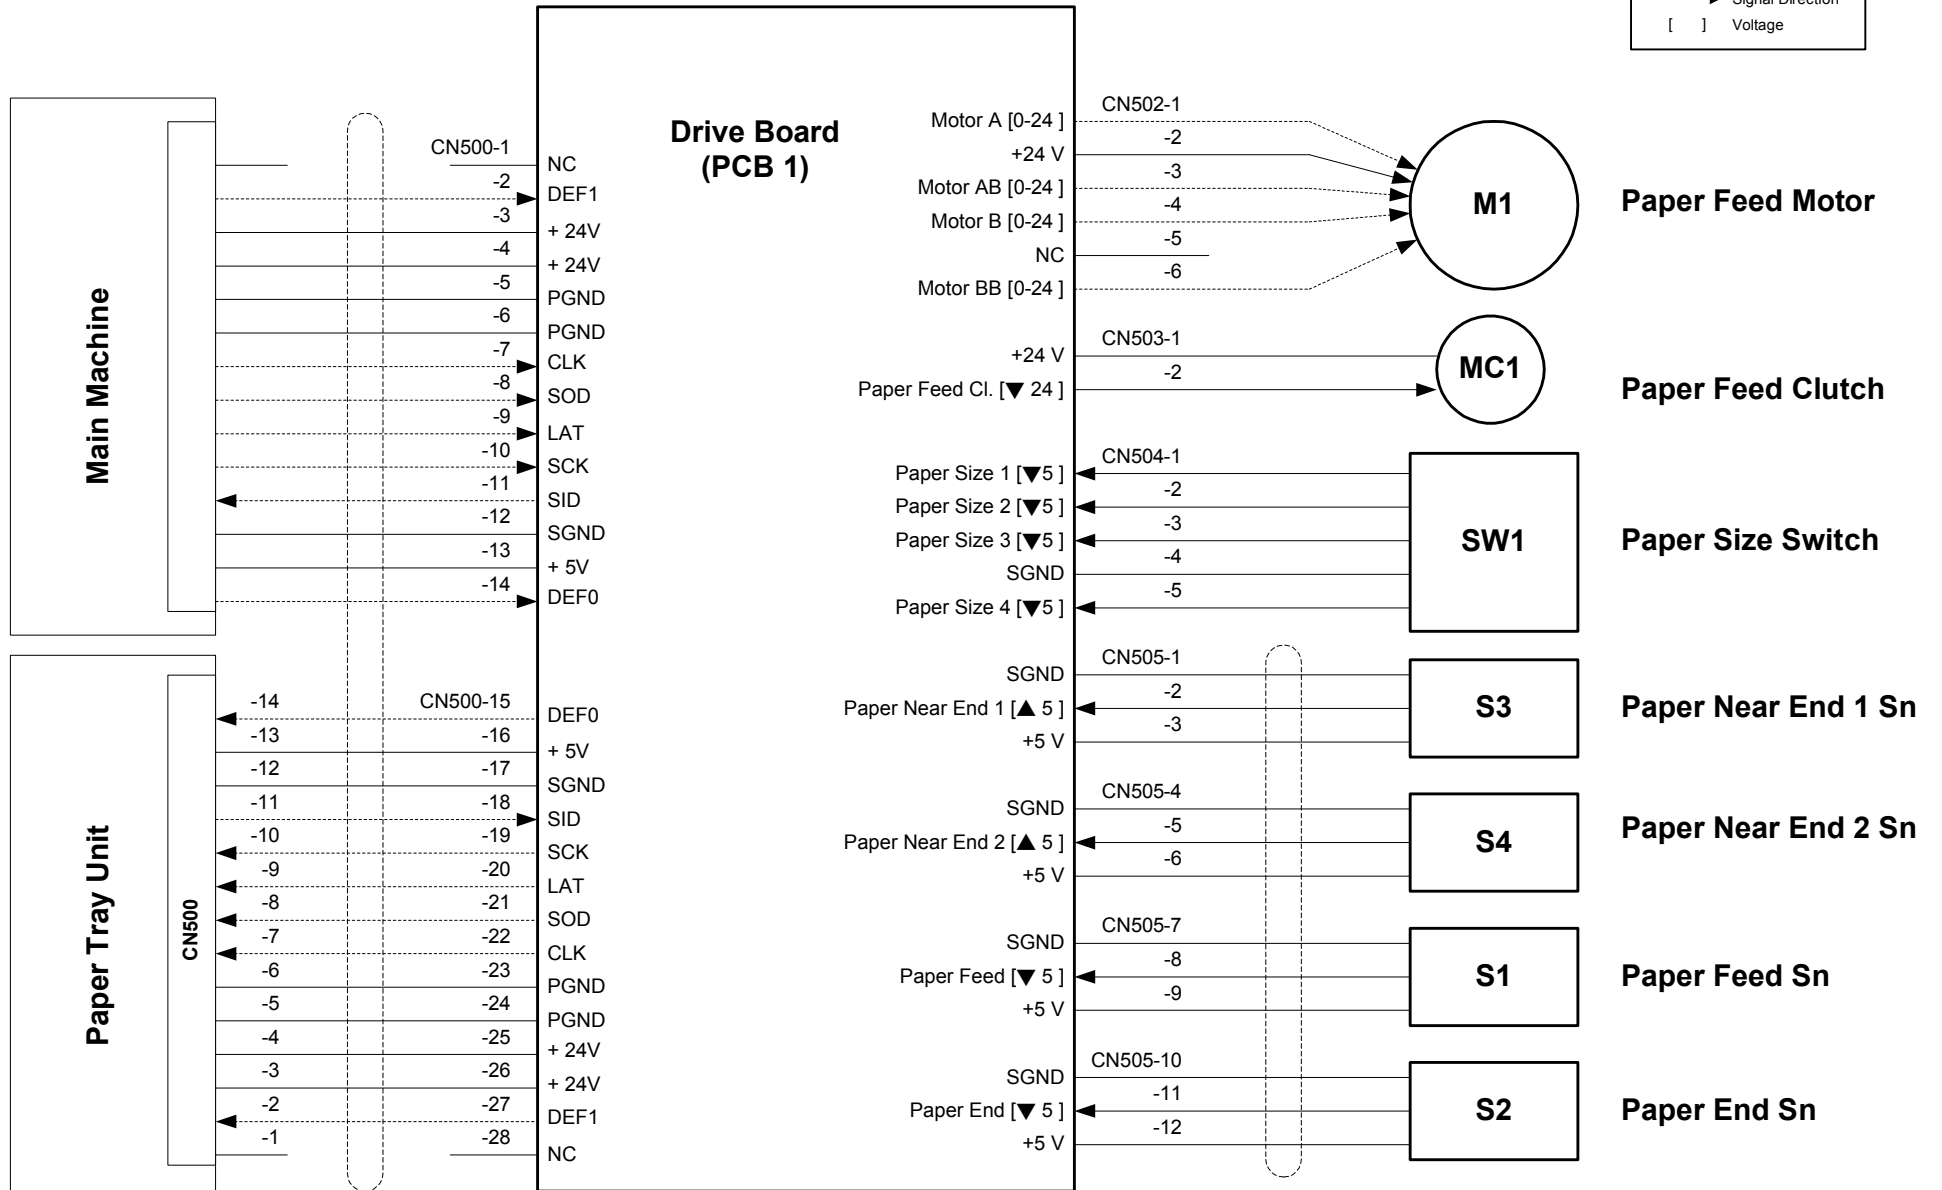 Signal Direction
[ ] Voltage
Drive Board
(PCB 1)
Main Machine
CN500-1
NC
-2
DEF1
-3
+ 24V
-4
+ 24V
-5
PGND
-6
PGND
-7
CLK
-8
SOD
-9
LAT
-10
SCK
-11
SID
-12
SGND
-13
+ 5V
-14
DEF0
Paper Tray Unit
CN500
-14 CN500-15
DEF0
-13 -16
+ 5V
-12 -17
SGND
-11 -18
SID
-10 -19
SCK
-9 -20
LAT
-8 -21
SOD
-7 -22
CLK
-6 -23
PGND
-5 -24
PGND
-4 -25
+ 24V
-3 -26
+ 24V
-2 -27
DEF1
-1 -28
NC
CN502-1
Motor A [0-24 ]
-2
+24 V
-3
Motor AB [0-24 ]
-4
Motor B [0-24 ]
-5
NC
-6
Motor BB [0-24 ]
M1
Paper Feed Motor
CN503-1
+24 V
-2
Paper Feed Cl. [▼ 24 ]
MC1
Paper Feed Clutch
CN504-1
Paper Size 1 [▼5 ]
-2
Paper Size 2 [▼5 ]
-3
Paper Size 3 [▼5 ]
-4
SGND
-5
Paper Size 4 [▼5 ]
SW1
Paper Size Switch
CN505-1
SGND
-2
Paper Near End 1 [▲ 5 ]
-3
+5 V
S3
Paper Near End 1 Sn
CN505-4
SGND
-5
Paper Near End 2 [▲ 5 ]
-6
+5 V
S4
Paper Near End 2 Sn
CN505-7
SGND
-8
Paper Feed [▼ 5 ]
-9
+5 V
S1
Paper Feed Sn
CN505-10
SGND
-11
Paper End [▼ 5 ]
-12
+5 V
S2
Paper End Sn